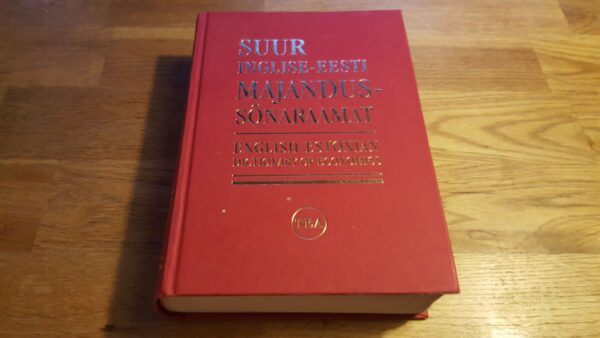 SUUR
INGLISE-EESTI
MAJANDUS-
SÕNARAAMAT
ENGLISH-ESTONIAN
DICTIONARY OF ECONOMICS
TEA